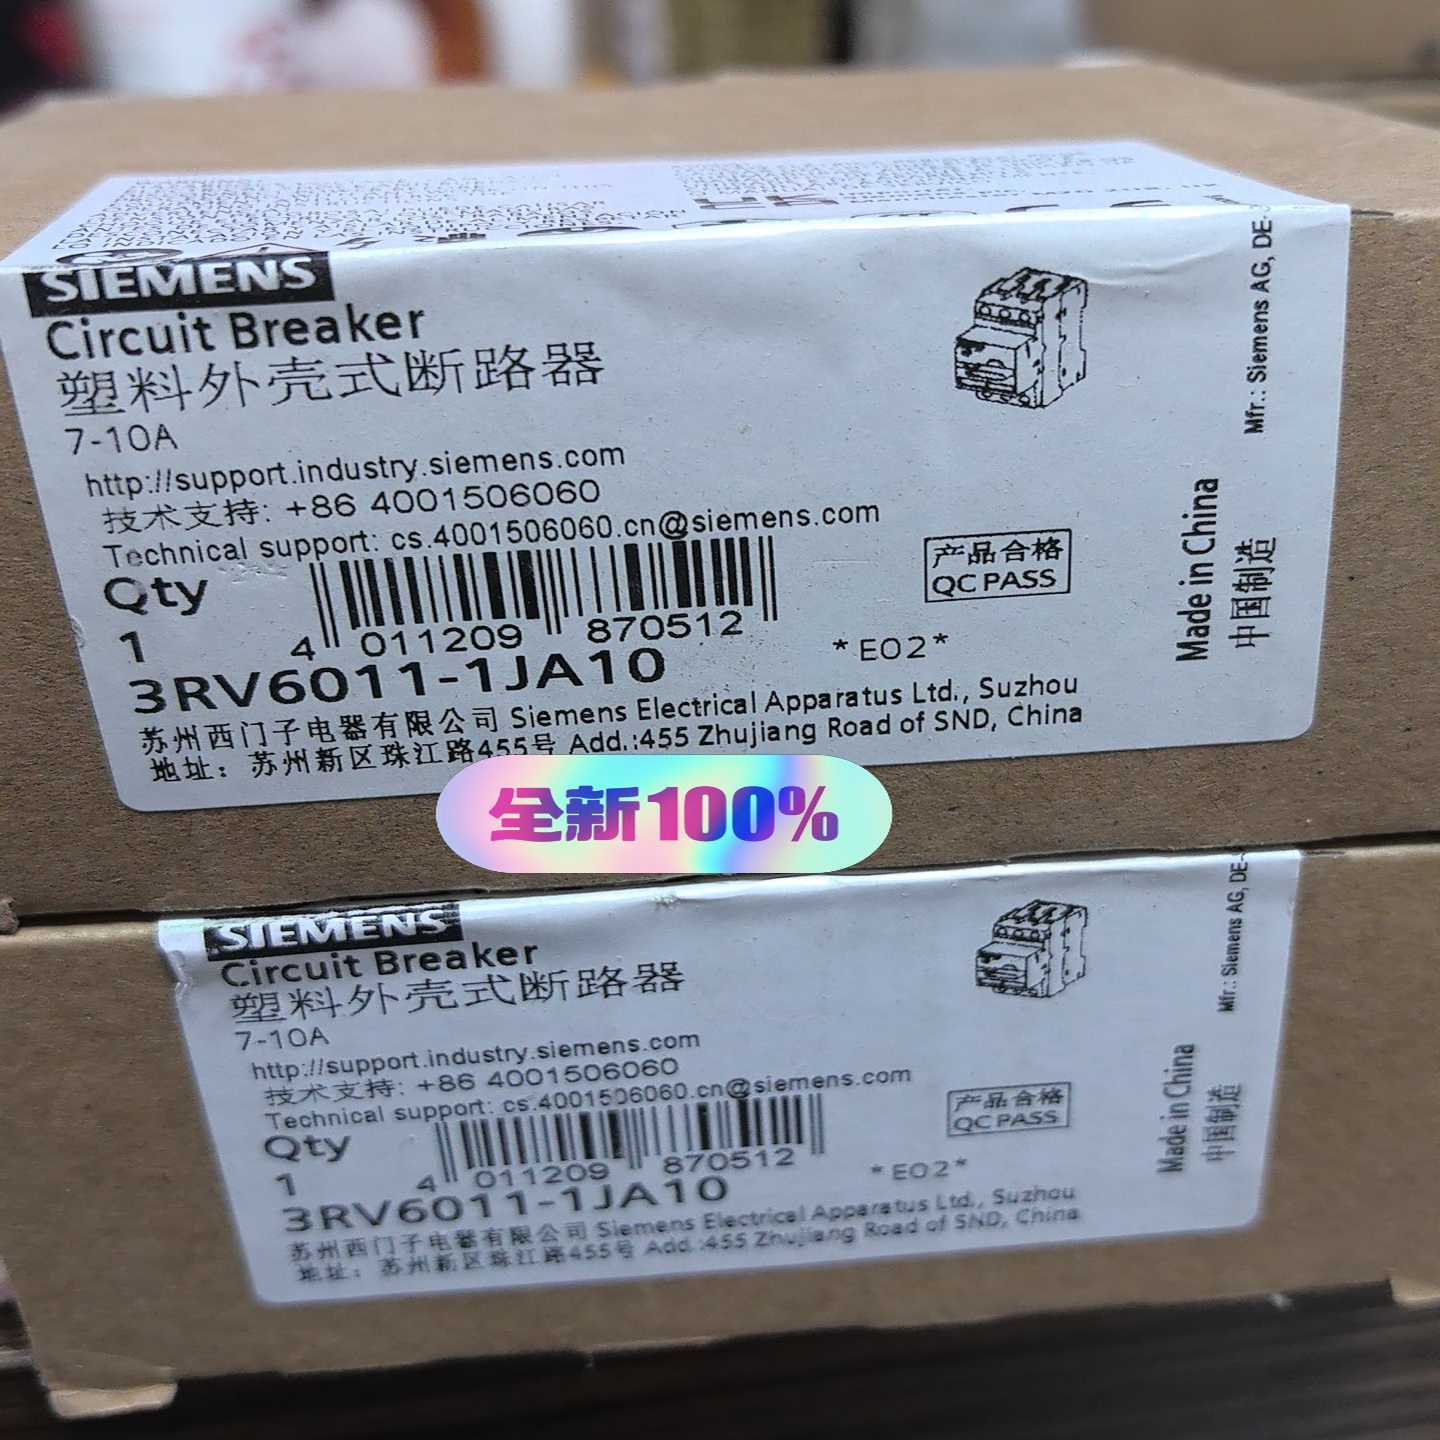 SIEMENS
Circuit Breaker
塑料外壳式断路器
7-10A
http://support.industry.siemens.com
技术支持: +86 4001506060
Technical support: cs.4001506060.cn@siemens.com
Qty
1
4 011209 870512
*E02*
3RV6011-1JA10
苏州西门子电器有限公司 Siemens Electrical Apparatus Ltd., Suzhou
地址：苏州新区珠江路455号 Add.:455 Zhujiang Road of SND, China
产品合格
QC PASS
Made in China
中国制造
Mfr.: Siemens AG, DE-
全新100%
SIEMENS
Circuit Breaker
塑料外壳式断路器
7-10A
http://support.industry.siemens.com
技术支持: +86 4001506060
Technical support: cs.4001506060.cn@siemens.com
Qty
1
4 011209 870512
*E02*
3RV6011-1JA10
苏州西门子电器有限公司 Siemens Electrical Apparatus Ltd., Suzhou
地址：苏州新区珠江路455号 Add.:455 Zhujiang Road of SND, China
产品合格
QC PASS
Made in China
中国制造
Mfr.: Siemens AG, DE-